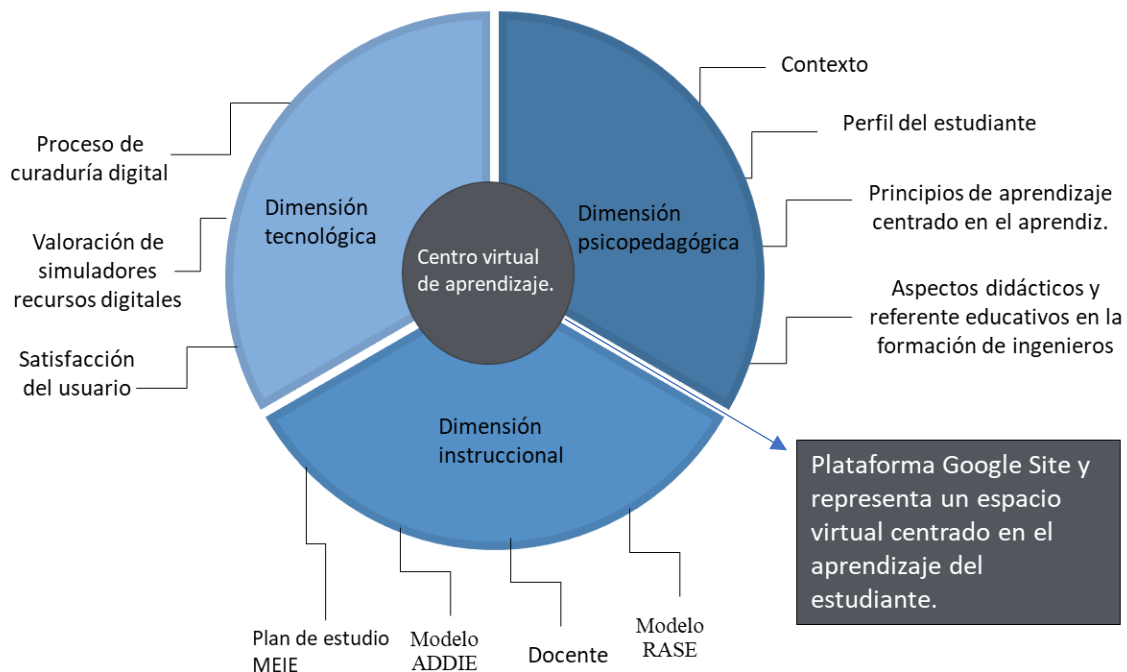 Contexto
Perfil del estudiante
Proceso de
curaduría digital
Principios de aprendizaje
centrado en el aprendiz.
Dimensión
tecnológica
Dimensión
psicopedagógica
Centro virtual
de aprendizaje.
Valoración de
simuladores
recursos digitales
Aspectos didácticos y
referente educativos en la
formación de ingenieros
Satisfacción
del usuario
Dimensión
instruccional
Plataforma Google Site y
representa un espacio
virtual centrado en el
aprendizaje del
estudiante.
Plan de estudio
MEIE
Modelo
ADDIE
Docente
Modelo
RASE